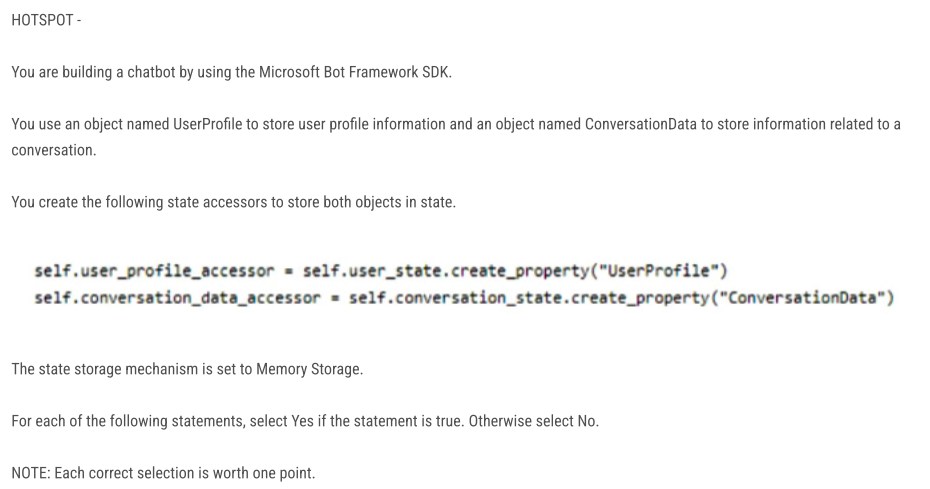 HOTSPOT -
You are building a chatbot by using the Microsoft Bot Framework SDK.
You use an object named UserProfile to store user profile information and an object named ConversationData to store information related to a
conversation.
You create the following state accessors to store both objects in state.
self.user_profile_accessor = self.user_state.create_property("UserProfile")
self.conversation_data_accessor = self.conversation_state.create_property("ConversationData")
The state storage mechanism is set to Memory Storage.
For each of the following statements, select Yes if the statement is true. Otherwise select No.
NOTE: Each correct selection is worth one point.